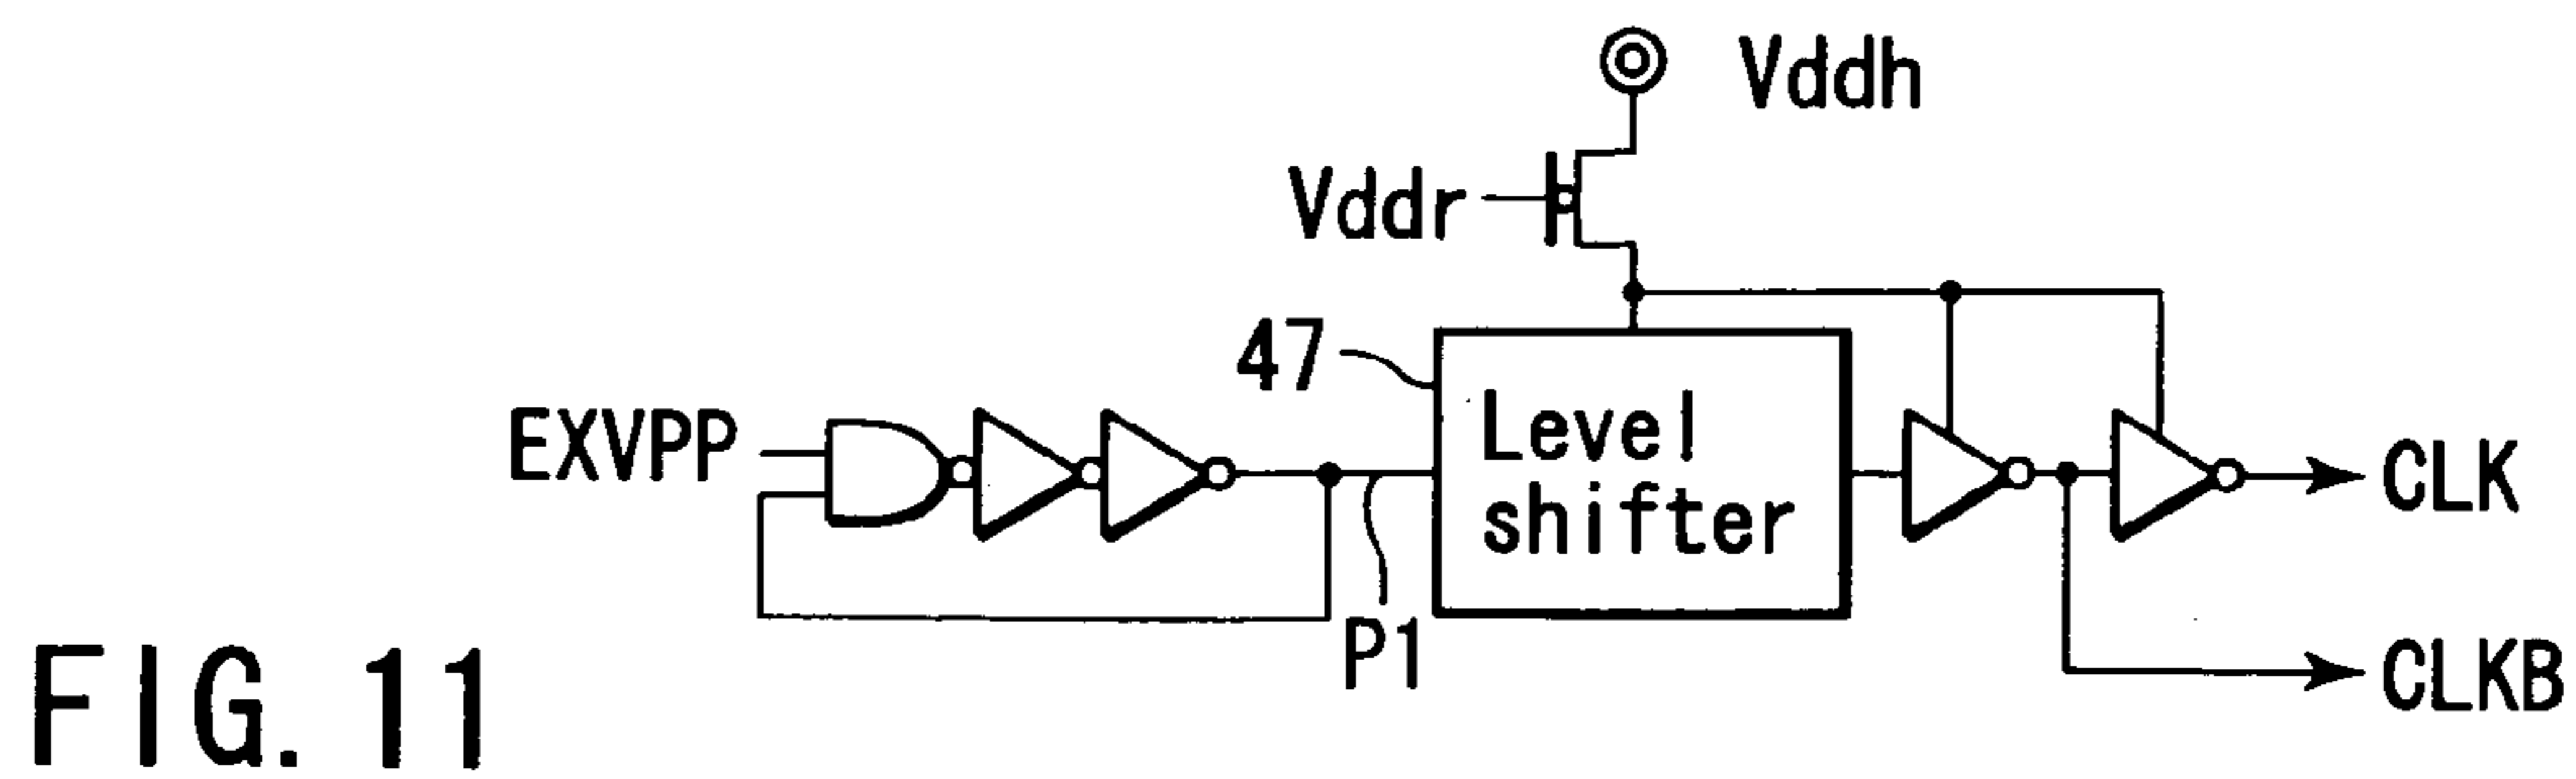 Vddh
Vddr
47
EXVPP
Level
shifter
CLK
P1
CLKB
FIG. 11